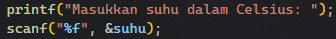 printf("Masukkan suhu dalam Celsius: ");
scanf("%f", &suhu);